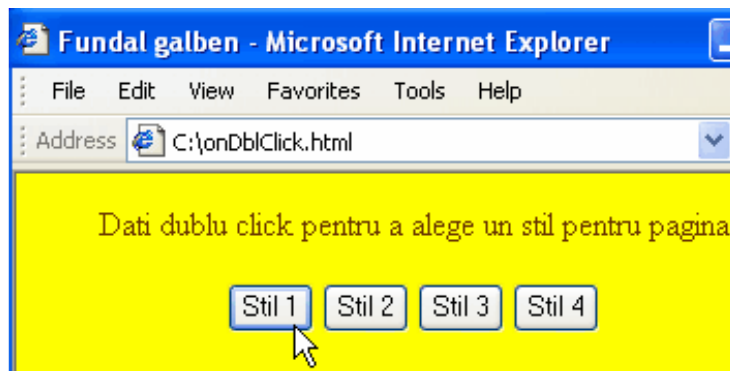 Fundal galben - Microsoft Internet Explorer
File Edit View Favorites Tools Help
Address C:\onDblClick.html
Dati dublu click pentru a alege un stil pentru pagina
Stil 1 Stil 2 Stil 3 Stil 4